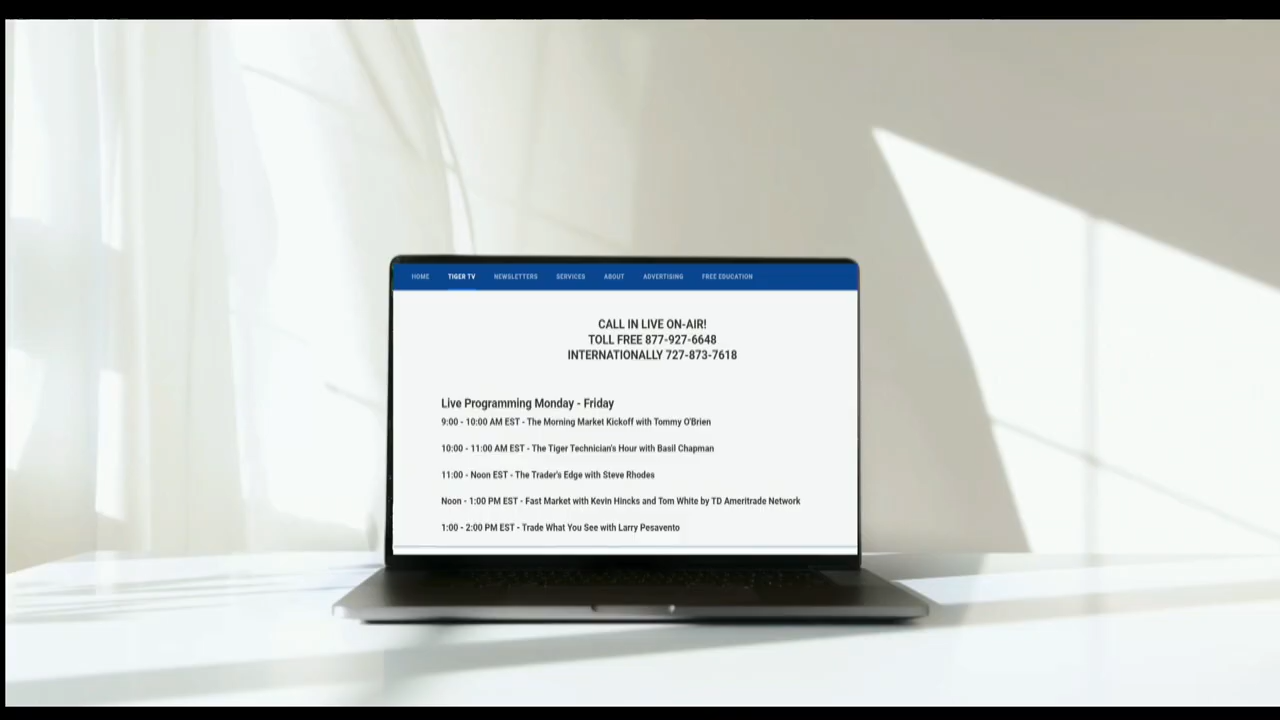 HOME TIGER TV NEWSLETTERS SERVICES ABOUT ADVERTISING FREE EDUCATION
CALL IN LIVE ON-AIR!
TOLL FREE 877-927-6648
INTERNATIONALLY 727-873-7618
Live Programming Monday - Friday
9:00 - 10:00 AM EST - The Morning Market Kickoff with Tommy O'Brien
10:00 - 11:00 AM EST - The Tiger Technician's Hour with Basil Chapman
11:00 - Noon EST - The Trader's Edge with Steve Rhodes
Noon - 1:00 PM EST - Fast Market with Kevin Hincks and Tom White by TD Ameritrade Network
1:00 - 2:00 PM EST - Trade What You See with Larry Pesavento